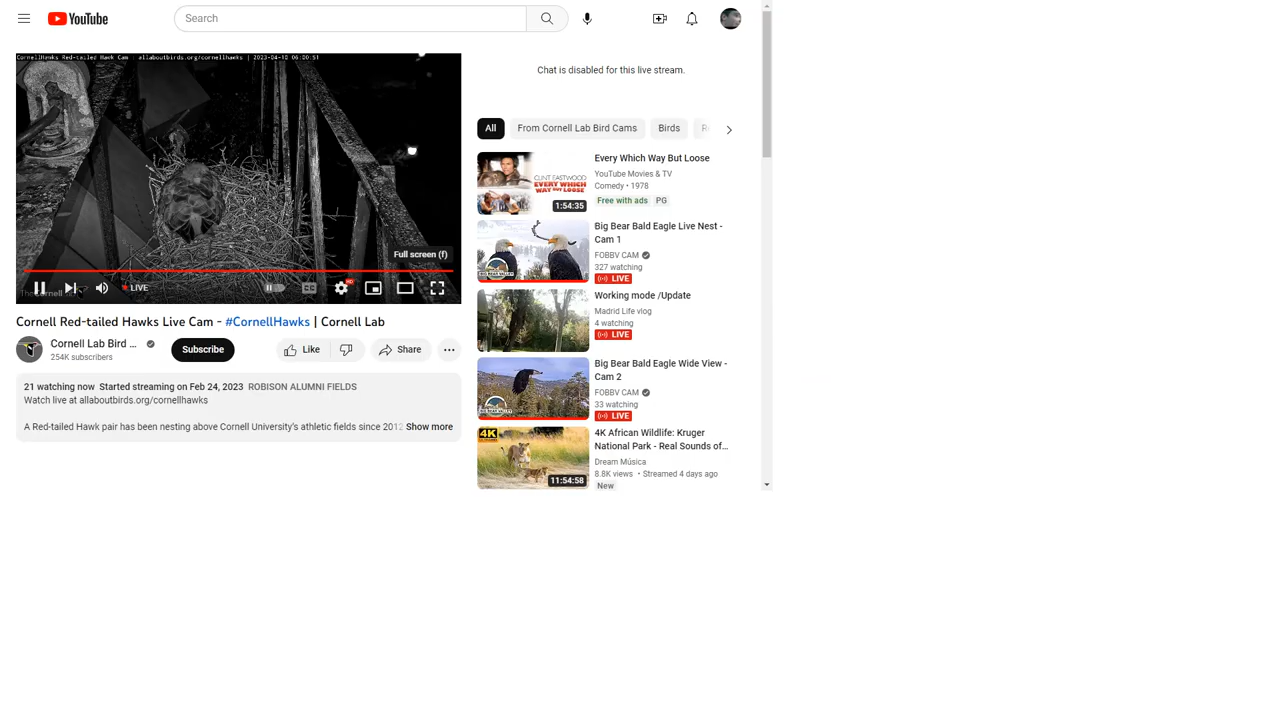 YouTube
Search
CornellHawks Red-tailed Hawk Cam : allaboutbirds.org/cornellhawks | 2023-04-10 06:00:51
Full screen (f)
LIVE
Cornell Red-tailed Hawks Live Cam - #CornellHawks | Cornell Lab
Cornell Lab Bird ...
254K subscribers
Subscribe
Like
Share
21 watching now Started streaming on Feb 24, 2023 ROBISON ALUMNI FIELDS
Watch live at allaboutbirds.org/cornellhawks
A Red-tailed Hawk pair has been nesting above Cornell University's athletic fields since 2012 Show more
Chat is disabled for this live stream.
All
From Cornell Lab Bird Cams
Birds
CLINT EASTWOOD
EVERY WHICH
WAY BUT LOOSE
1:54:35
Every Which Way But Loose
YouTube Movies & TV
Comedy • 1978
Free with ads PG
Big Bear Bald Eagle Live Nest -
Cam 1
FOBBV CAM
327 watching
LIVE
Working mode /Update
Madrid Life vlog
4 watching
LIVE
Big Bear Bald Eagle Wide View -
Cam 2
FOBBV CAM
33 watching
LIVE
4K
11:54:58
4K African Wildlife: Kruger
National Park - Real Sounds of...
Dream Música
8.8K views • Streamed 4 days ago
New